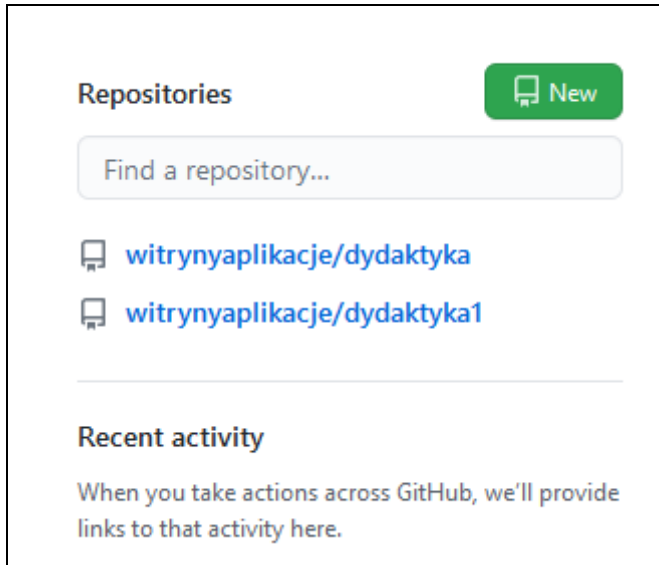 Repositories
New
Find a repository...
witrynyaplikacje/dydaktyka
witrynyaplikacje/dydaktyka1
Recent activity
When you take actions across GitHub, we'll provide
links to that activity here.